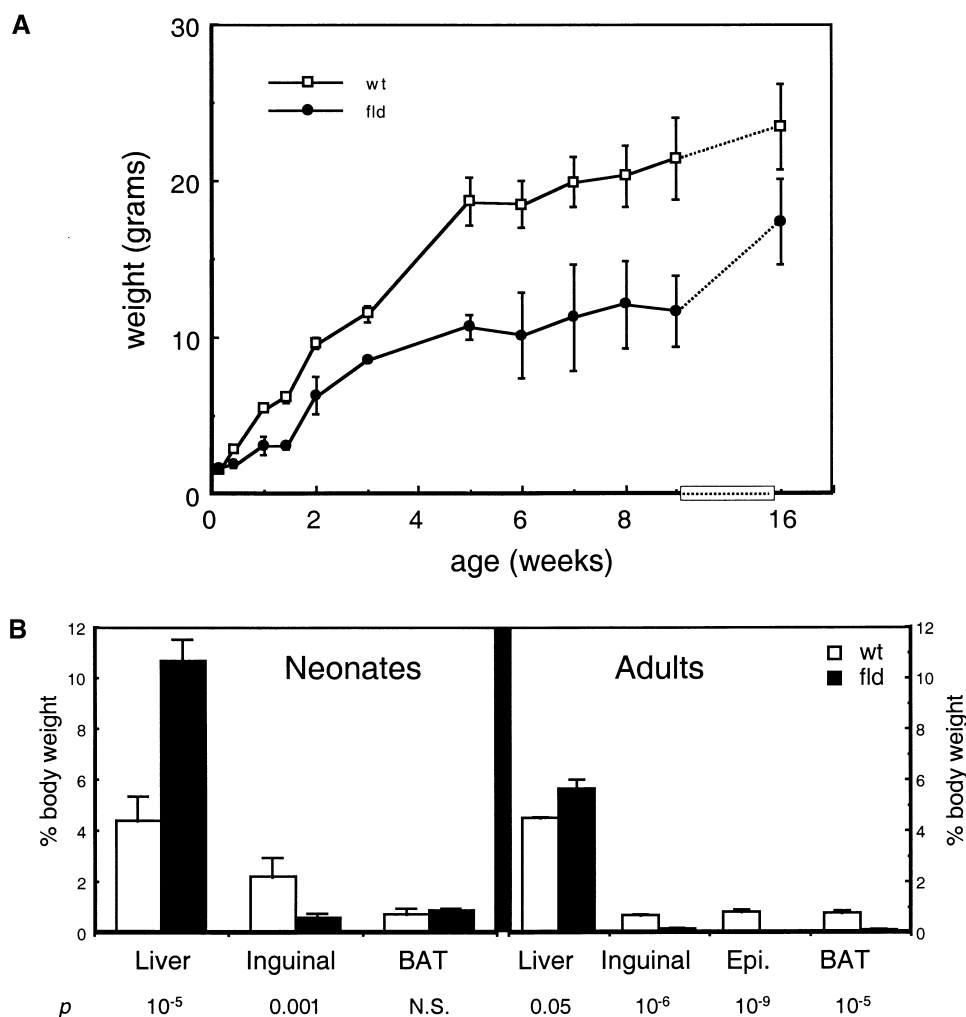 A
30
wt
fld
20
10
0
weight (grams)
0 2 4 6 8 16
age (weeks)
B
12 12
Neonates Adults
wt
fld
10 10
8 8
6 6
4 4
2 2
0 0
% body weight
% body weight
Liver Inguinal BAT Liver Inguinal Epi. BAT
p 10-5 0.001 N.S. 0.05 10-6 10-9 10-5